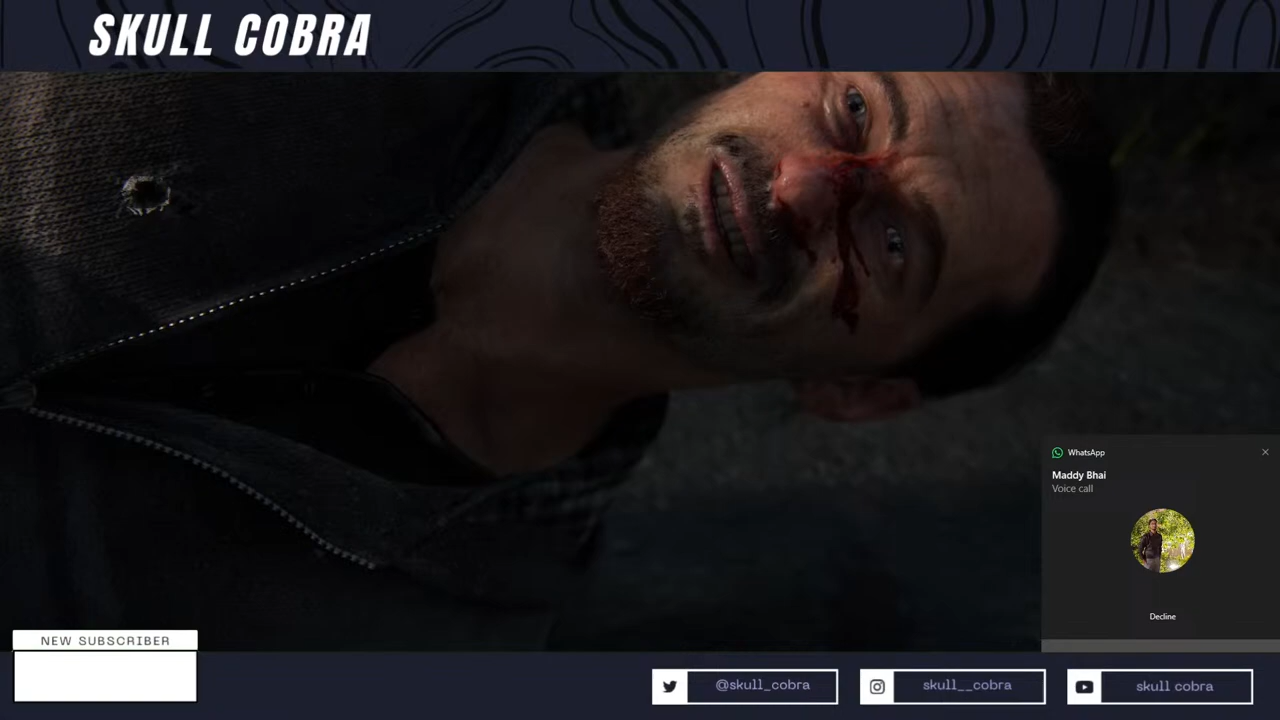 SKULL COBRA
WhatsApp
Maddy Bhai
Voice call
Decline
NEW SUBSCRIBER
@skull_cobra
skull__cobra
skull cobra